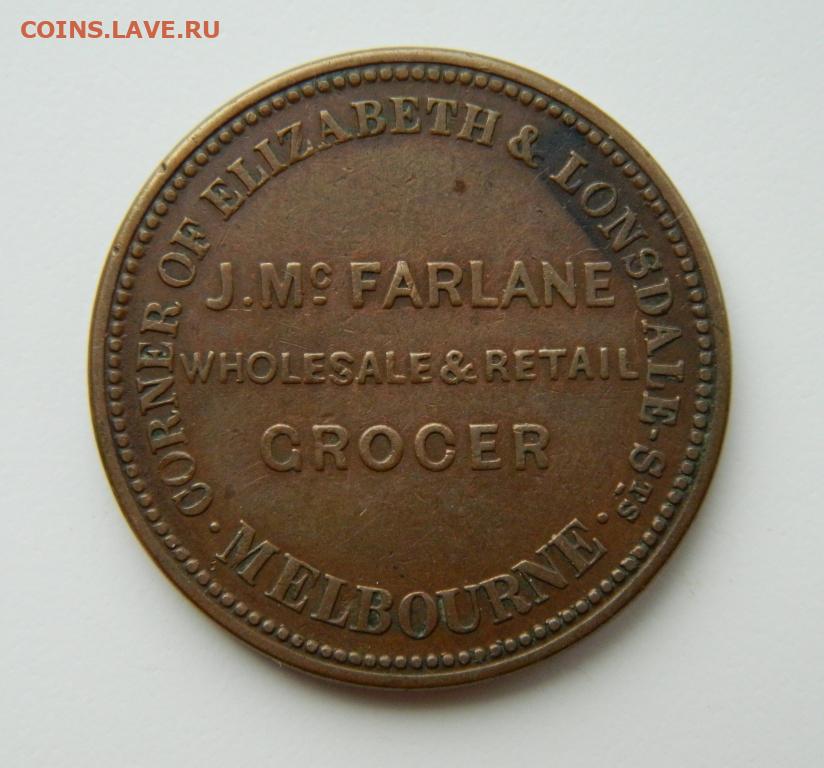 COINS.LAVE.RU
CORNER OF ELIZABETH & LONSDALE-STS
J. Mc FARLANE
WHOLESALE & RETAIL
GROCER
· MELBOURNE ·